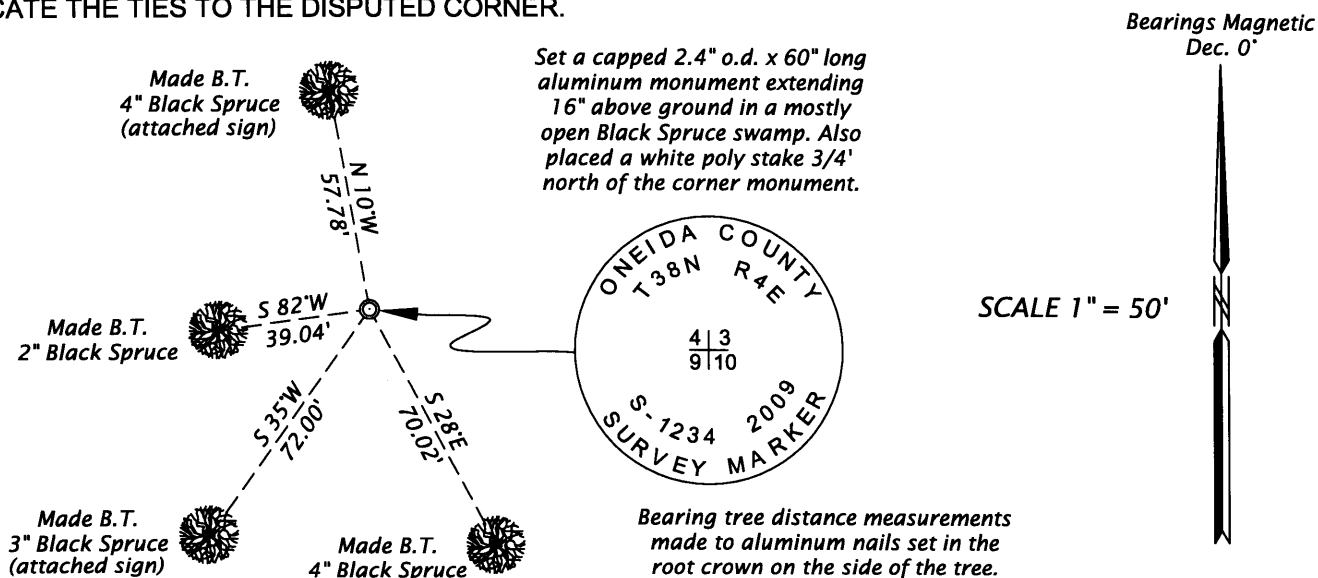 CATE THE TIES TO THE DISPUTED CORNER.
Bearings Magnetic
Dec. 0°
Made B.T.
4" Black Spruce
(attached sign)
Set a capped 2.4" o.d. x 60" long
aluminum monument extending
16" above ground in a mostly
open Black Spruce swamp. Also
placed a white poly stake 3/4'
north of the corner monument.
N 10°W
57.78'
ONEIDA COUNTY
T38N R4E
4 3
9 10
S-1234 2009
SURVEY MARKER
SCALE 1" = 50'
S 82°W
39.04'
Made B.T.
2" Black Spruce
S 35°W
72.00'
S 28°E
70.02'
Made B.T.
3" Black Spruce
(attached sign)
Made B.T.
4" Black Spruce
Bearing tree distance measurements
made to aluminum nails set in the
root crown on the side of the tree.